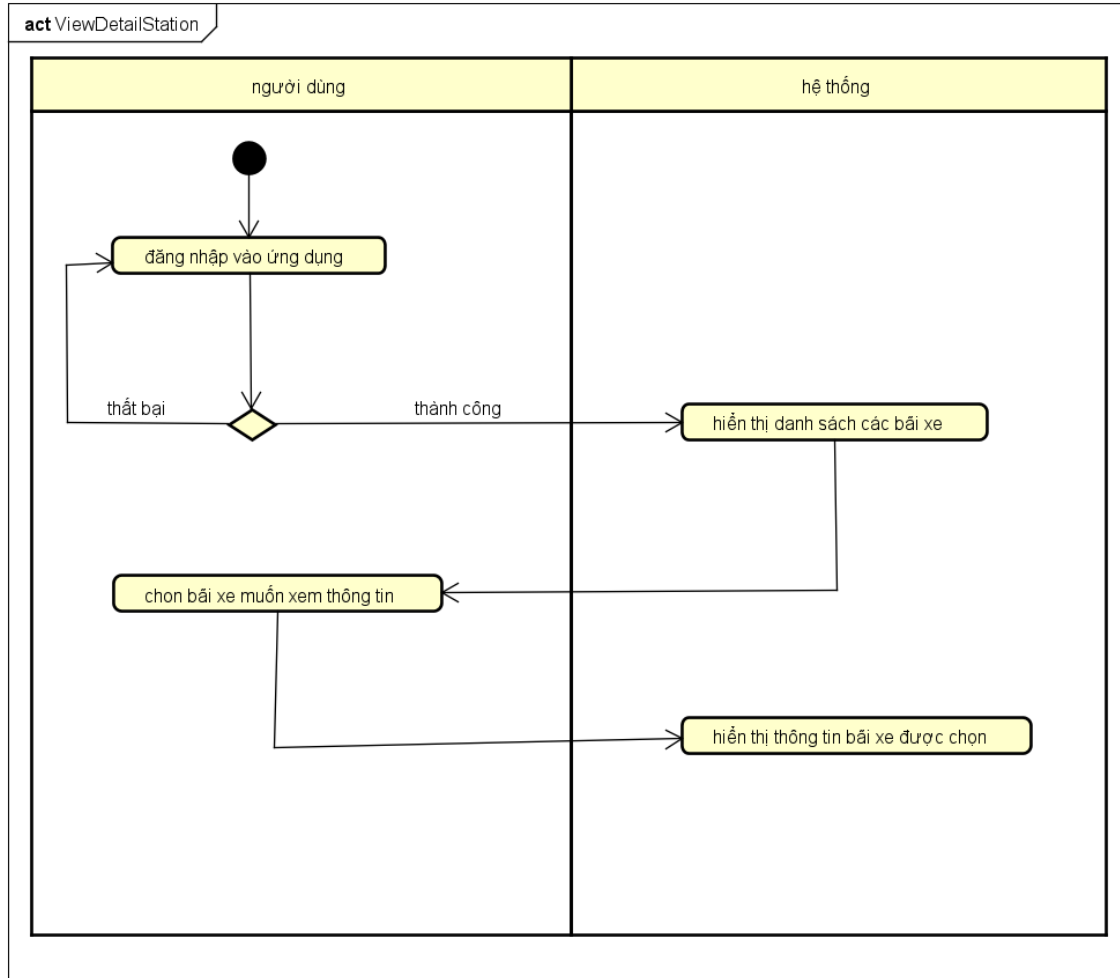 act ViewDetailStation
người dùng
hệ thống
đăng nhập vào ứng dụng
thất bại
thành công
hiển thị danh sách các bãi xe
chon bãi xe muốn xem thông tin
hiển thị thông tin bãi xe được chọn